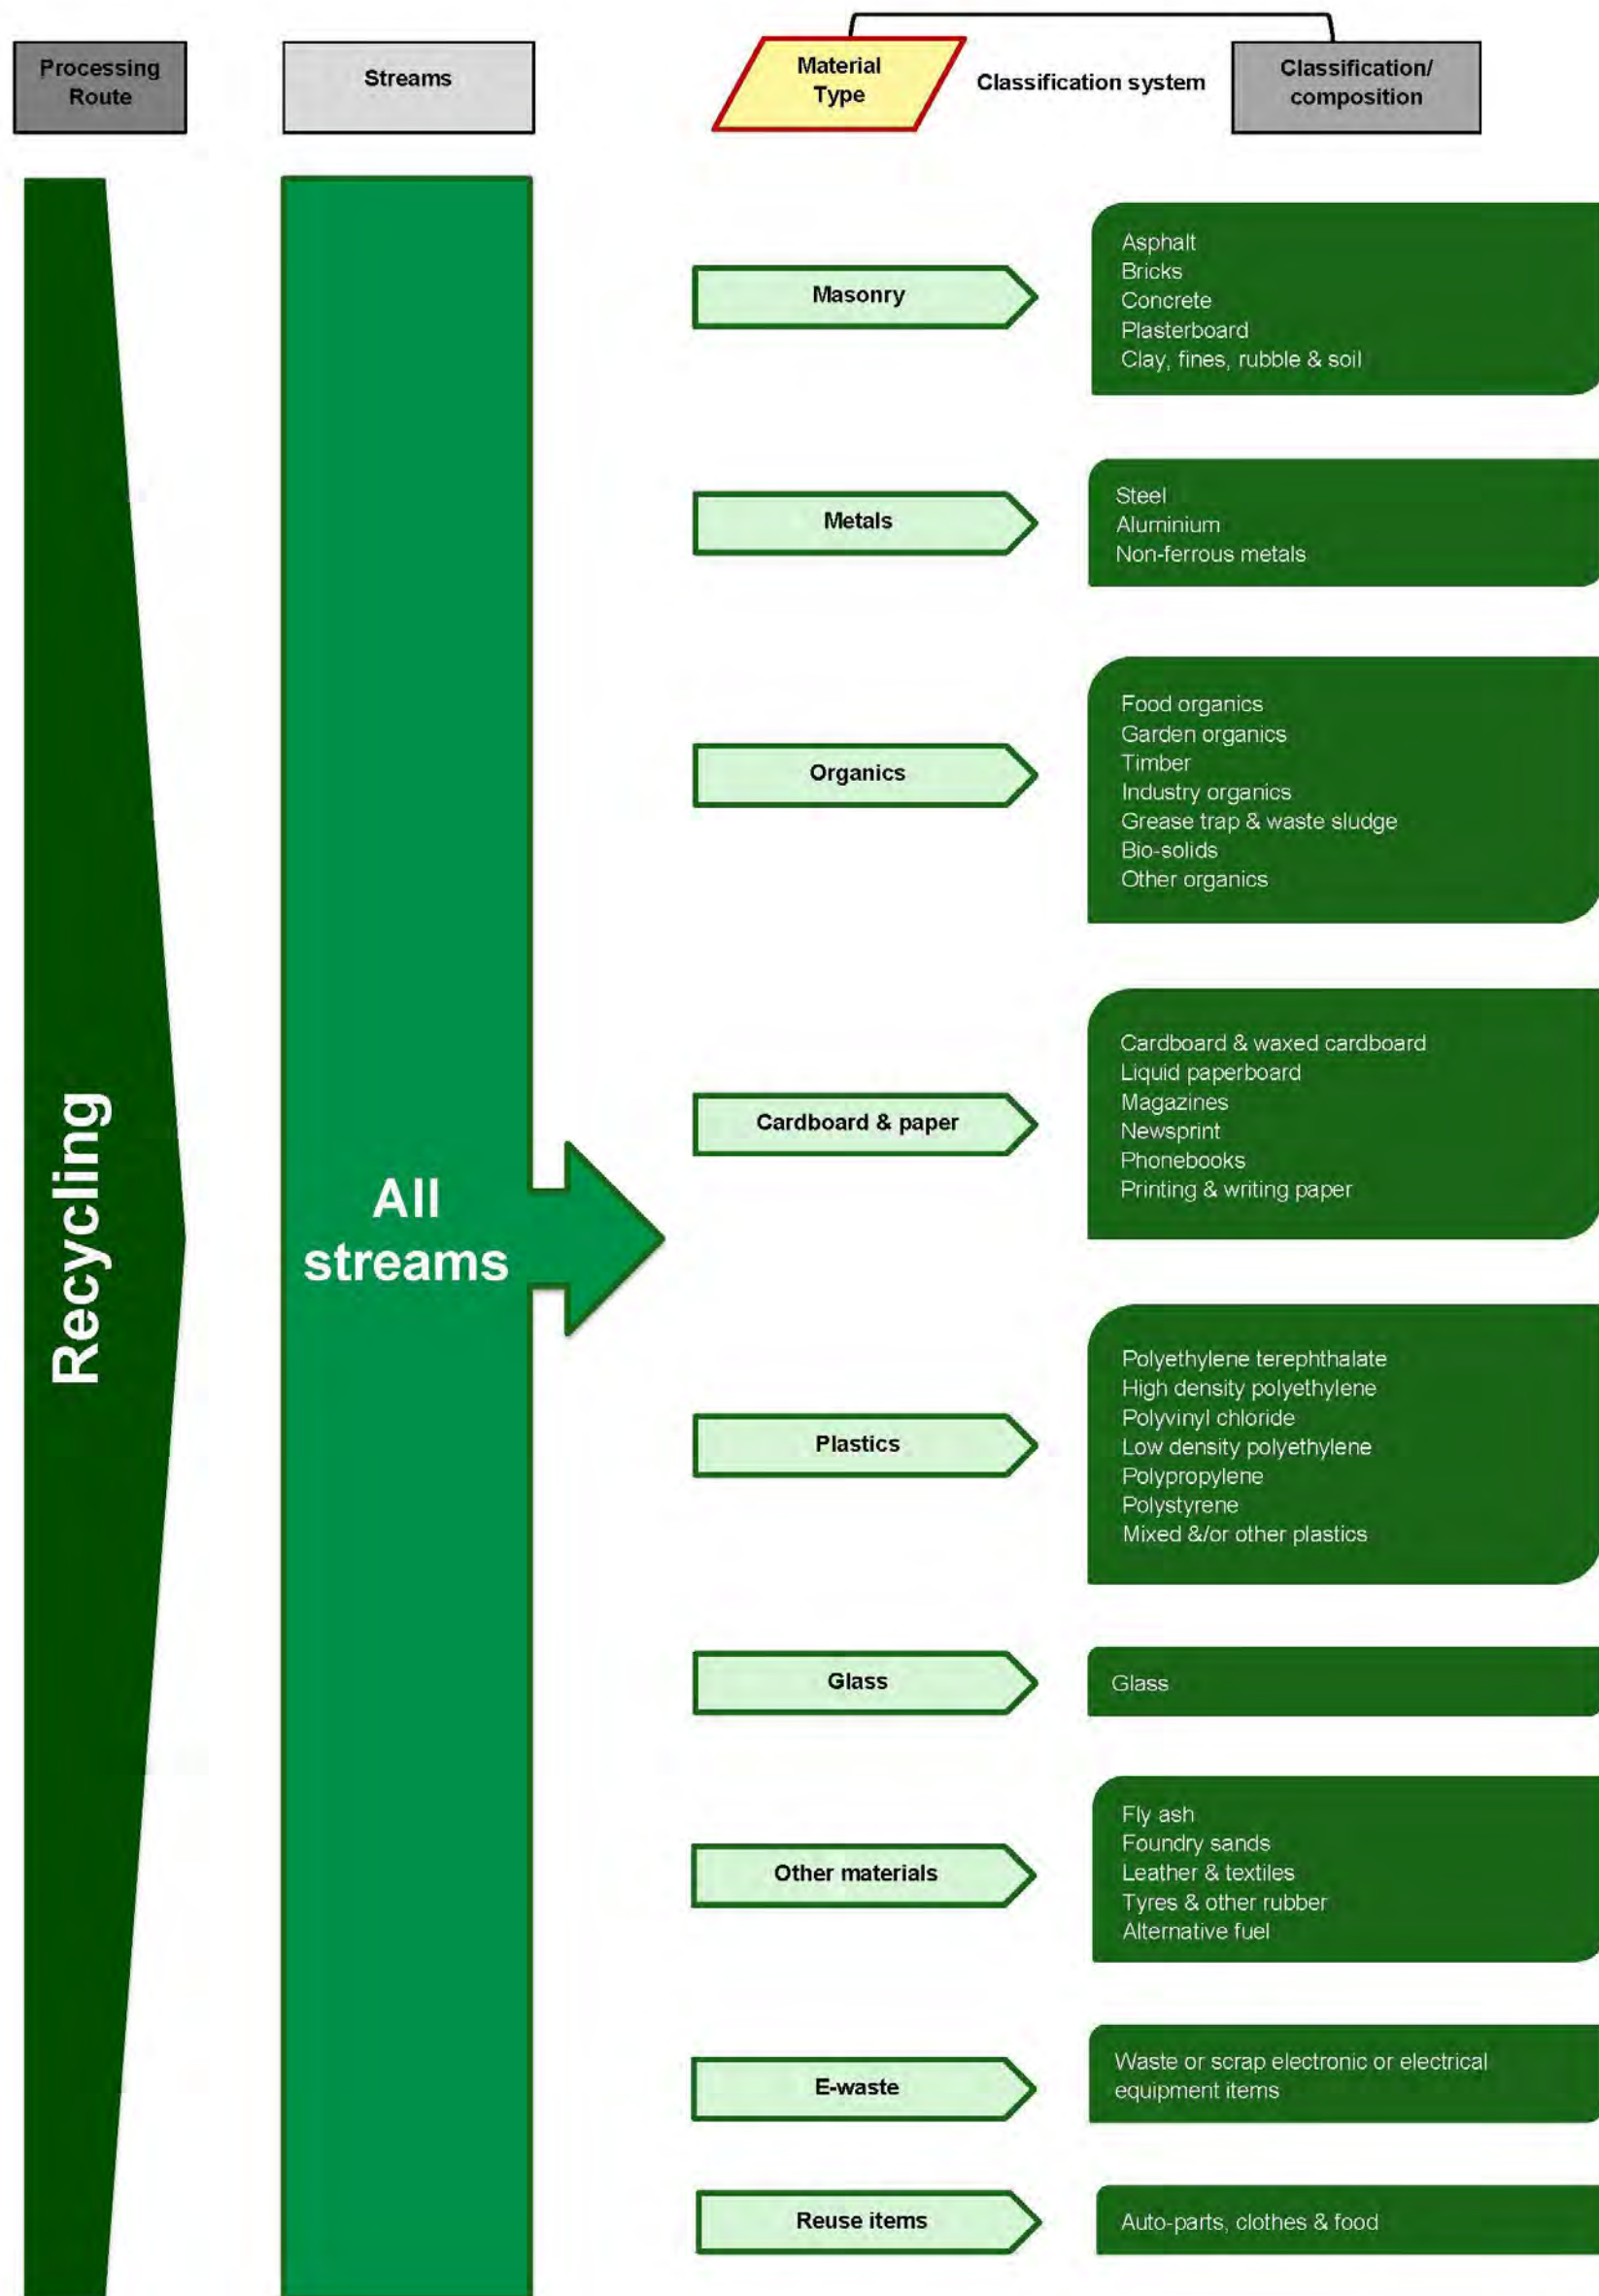 Processing
Route
Streams
Material
Type
Classification system
Classification/
composition
Recycling
All
streams
Masonry
Asphalt
Bricks
Concrete
Plasterboard
Clay, fines, rubble & soil
Metals
Steel
Aluminium
Non-ferrous metals
Organics
Food organics
Garden organics
Timber
Industry organics
Grease trap & waste sludge
Bio-solids
Other organics
Cardboard & paper
Cardboard & waxed cardboard
Liquid paperboard
Magazines
Newsprint
Phonebooks
Printing & writing paper
Plastics
Polyethylene terephthalate
High density polyethylene
Polyvinyl chloride
Low density polyethylene
Polypropylene
Polystyrene
Mixed &/or other plastics
Glass
Glass
Other materials
Fly ash
Foundry sands
Leather & textiles
Tyres & other rubber
Alternative fuel
E-waste
Waste or scrap electronic or electrical
equipment items
Reuse items
Auto-parts, clothes & food